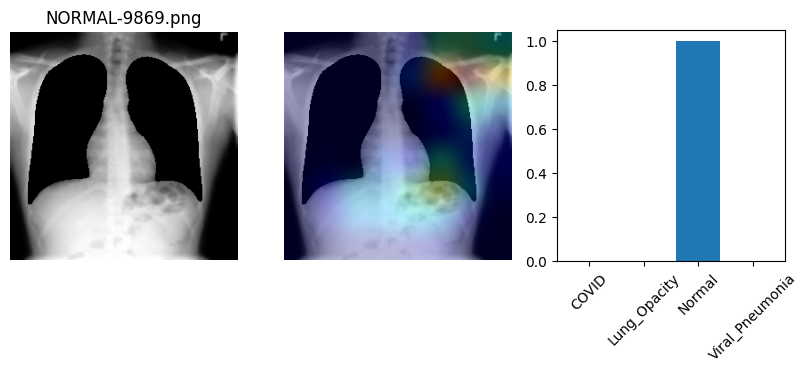 NORMAL-9869.png
1.0
0.8
0.6
0.4
0.2
0.0
COVID
Lung_Opacity
Normal
Viral_Pneumonia